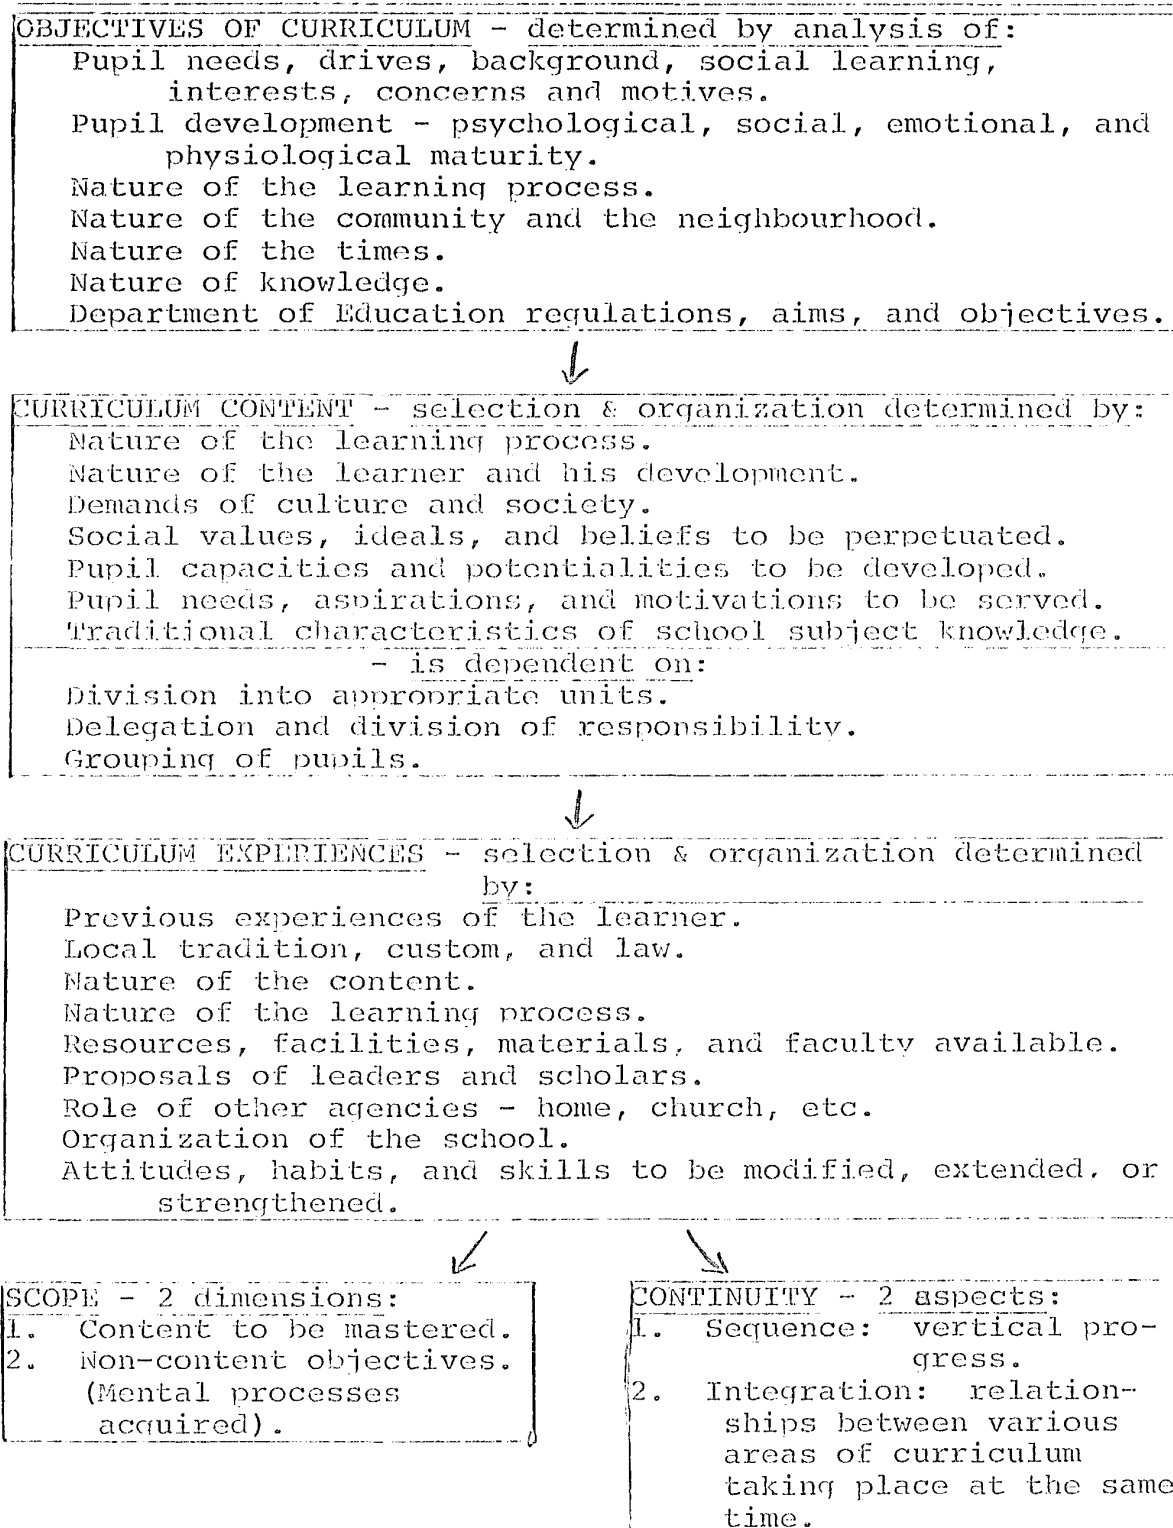 OBJECTIVES OF CURRICULUM - determined by analysis of:
Pupil needs, drives, background, social learning,
interests, concerns and motives.
Pupil development - psychological, social, emotional, and
physiological maturity.
Nature of the learning process.
Nature of the community and the neighbourhood.
Nature of the times.
Nature of knowledge.
Department of Education regulations, aims, and objectives.
CURRICULUM CONTENT - selection & organization determined by:
Nature of the learning process.
Nature of the learner and his development.
Demands of culture and society.
Social values, ideals, and beliefs to be perpetuated.
Pupil capacities and potentialities to be developed.
Pupil needs, aspirations, and motivations to be served.
Traditional characteristics of school subject knowledge.
- is dependent on:
Division into appropriate units.
Delegation and division of responsibility.
Grouping of pupils.
CURRICULUM EXPERIENCES - selection & organization determined
by:
Previous experiences of the learner.
Local tradition, custom, and law.
Nature of the content.
Nature of the learning process.
Resources, facilities, materials, and faculty available.
Proposals of leaders and scholars.
Role of other agencies - home, church, etc.
Organization of the school.
Attitudes, habits, and skills to be modified, extended, or
strengthened.
SCOPE - 2 dimensions:
1. Content to be mastered.
2. Non-content objectives.
(Mental processes
acquired).
CONTINUITY - 2 aspects:
1. Sequence: vertical pro-
gress.
2. Integration: relation-
ships between various
areas of curriculum
taking place at the same
time.